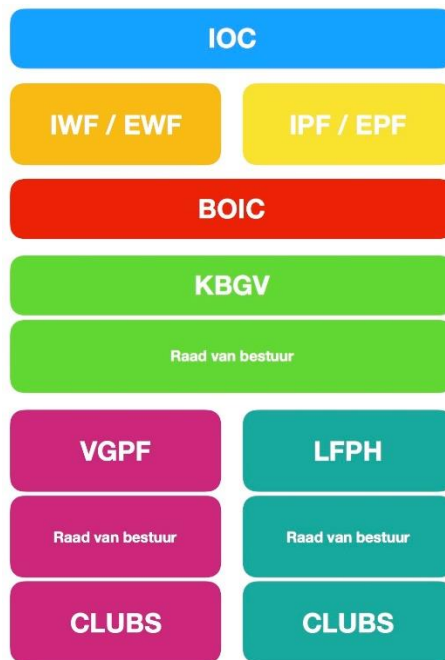 IOC
IWF / EWF
IPF / EPF
BOIC
KBGV
Raad van bestuur
VGPF
LFPH
Raad van bestuur
Raad van bestuur
CLUBS
CLUBS